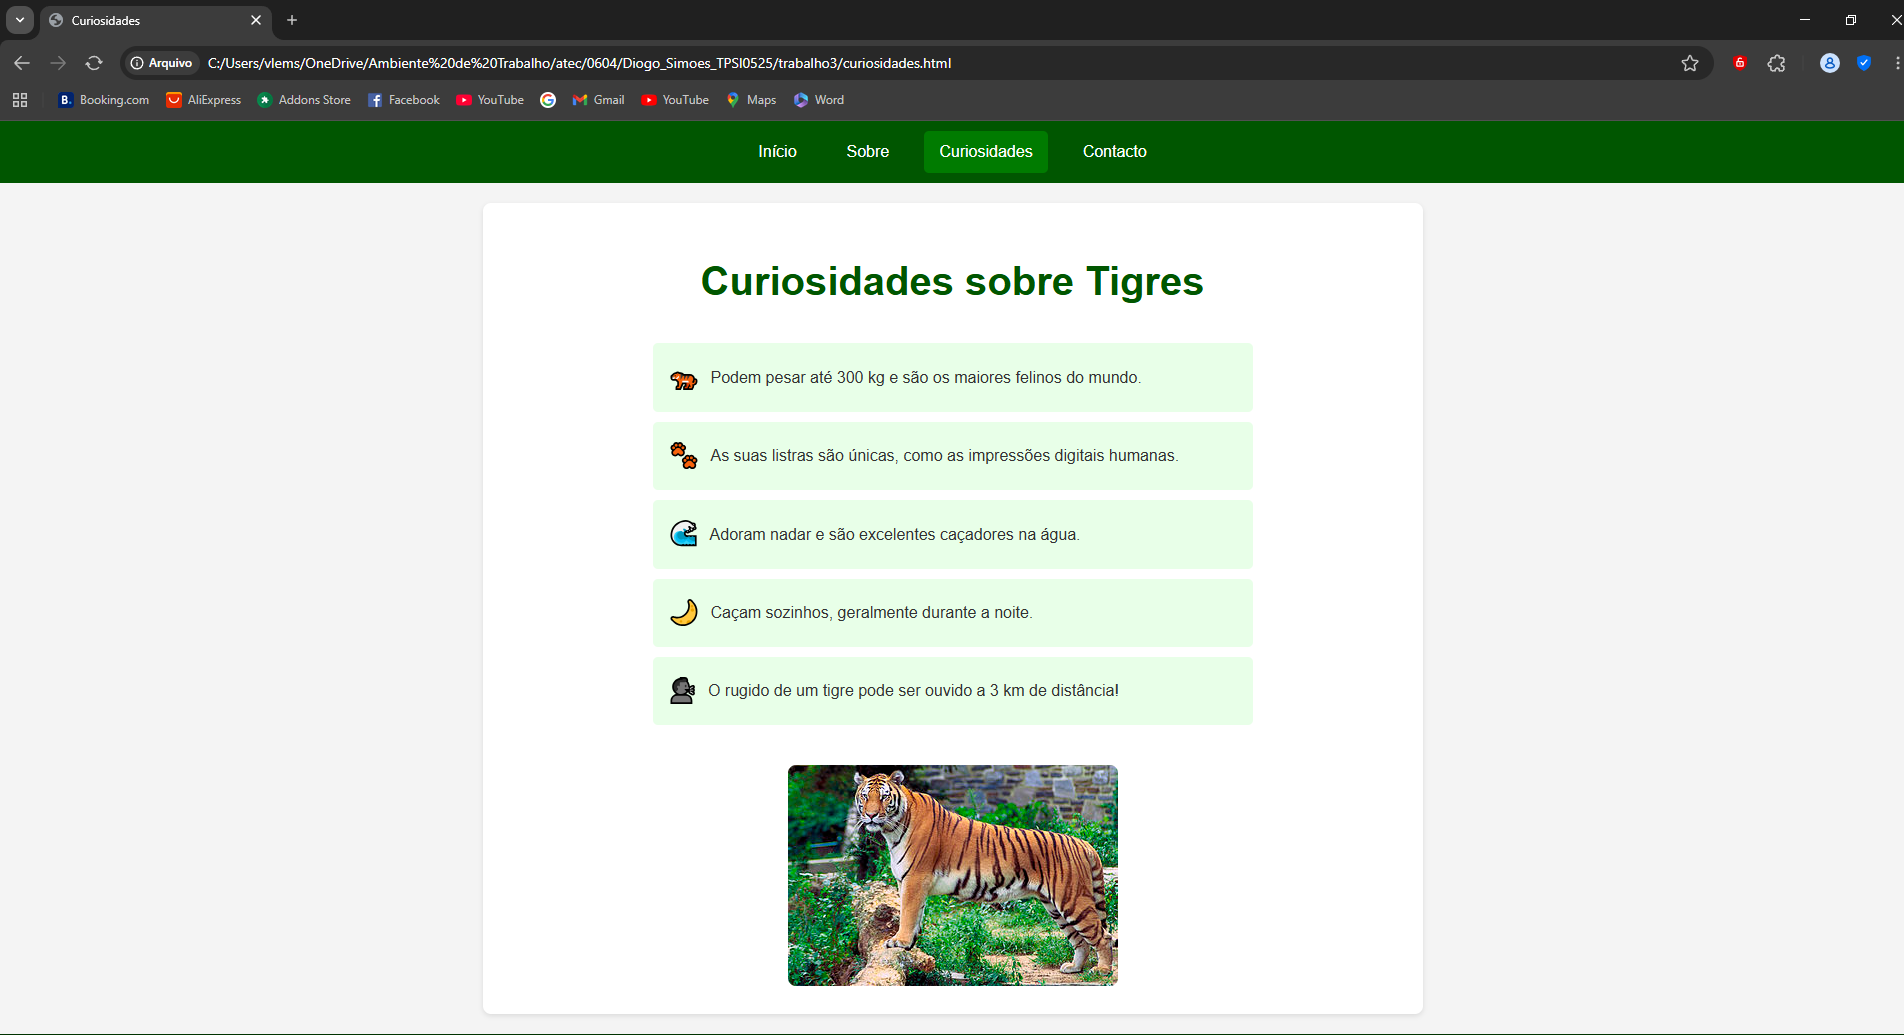 Curiosidades
Arquivo
C:/Users/vlems/OneDrive/Ambiente%20de%20Trabalho/atec/0604/Diogo_Simoes_TPSI0525/trabalho3/curiosidades.html
B. Booking.com AliExpress Addons Store Facebook YouTube Gmail YouTube Maps Word
Início Sobre Curiosidades Contacto
Curiosidades sobre Tigres
Podem pesar até 300 kg e são os maiores felinos do mundo.
As suas listras são únicas, como as impressões digitais humanas.
Adoram nadar e são excelentes caçadores na água.
Caçam sozinhos, geralmente durante a noite.
O rugido de um tigre pode ser ouvido a 3 km de distância!